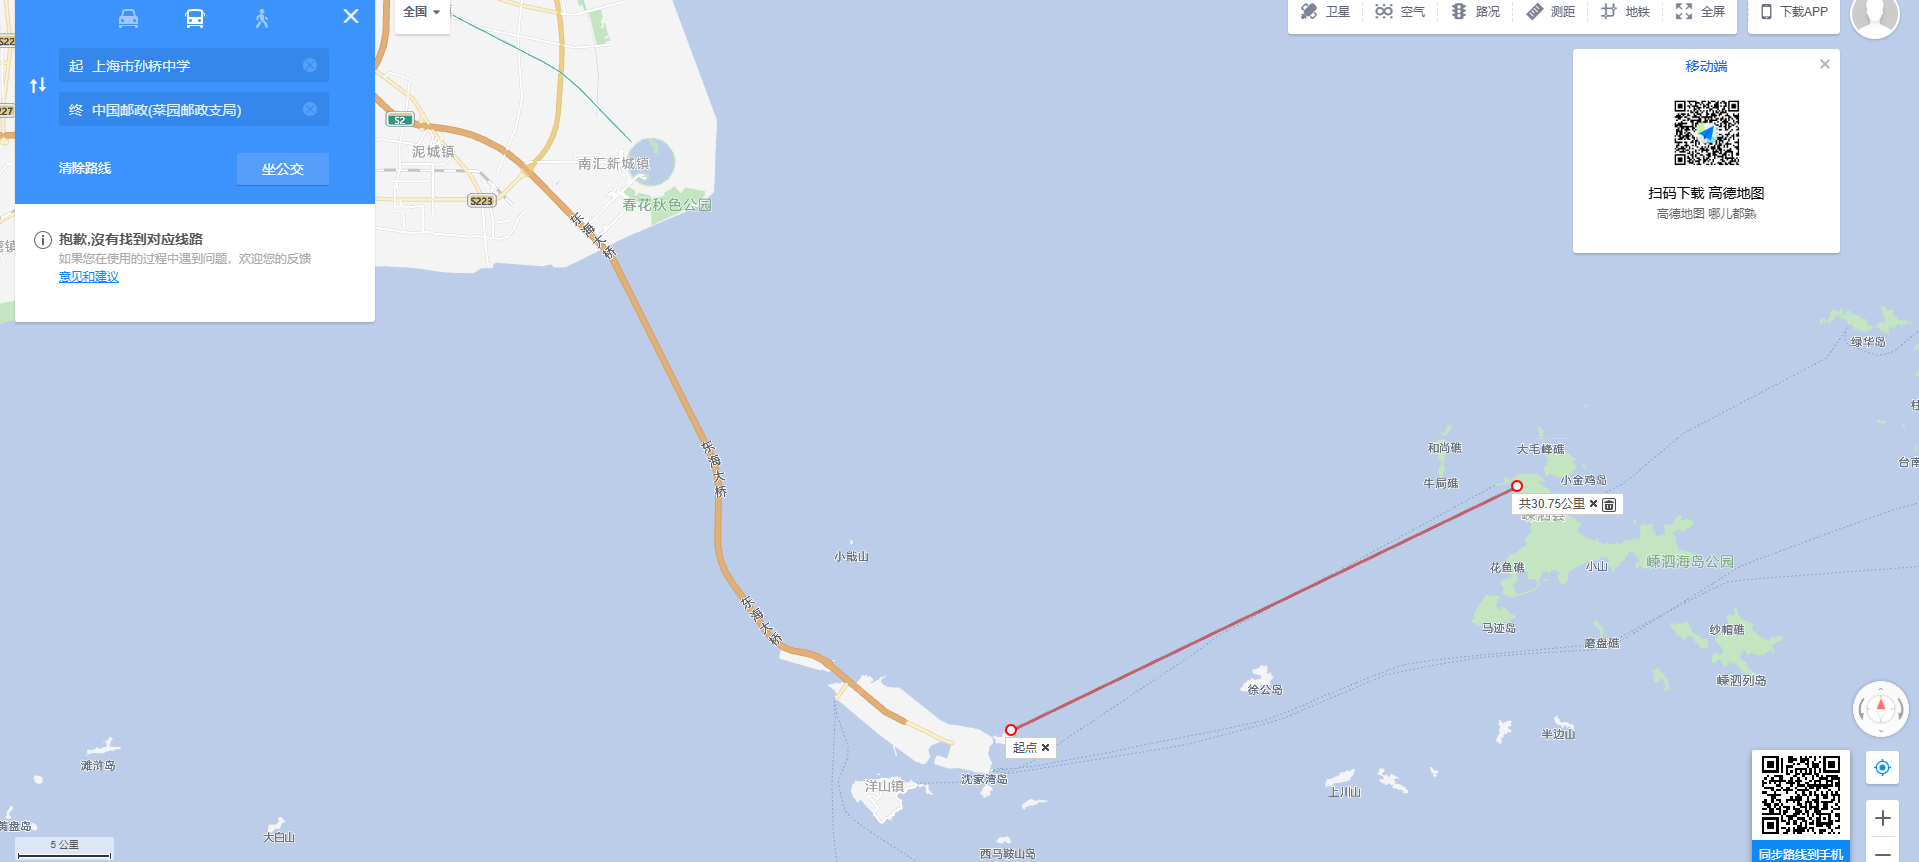 起 上海市孙桥中学
终 中国邮政(菜园邮政支局)
清除路线
坐公交
抱歉,沒有找到对应线路
如果您在使用的过程中遇到问题，欢迎您的反馈
意见和建议
全国
卫星
空气
路况
测距
地铁
全屏
下载APP
移动端
扫码下载 高德地图
高德地图 哪儿都熟
S2
泥城镇
南汇新城镇
S223
春花秋色公园
东海大桥
东海大桥
东海大桥
绿华岛
和尚礁
大毛峰礁
牛局礁
小金鸡岛
台南
共30.75公里
小戢山
花鱼礁
小山
嵊泗海岛公园
马迹岛
磨盘礁
纱帽礁
嵊泗列岛
徐公岛
起点
半边山
滩浒岛
沈家湾岛
洋山镇
上川山
大白山
黄盘岛
西马鞍山岛
5 公里
同步路线到手机